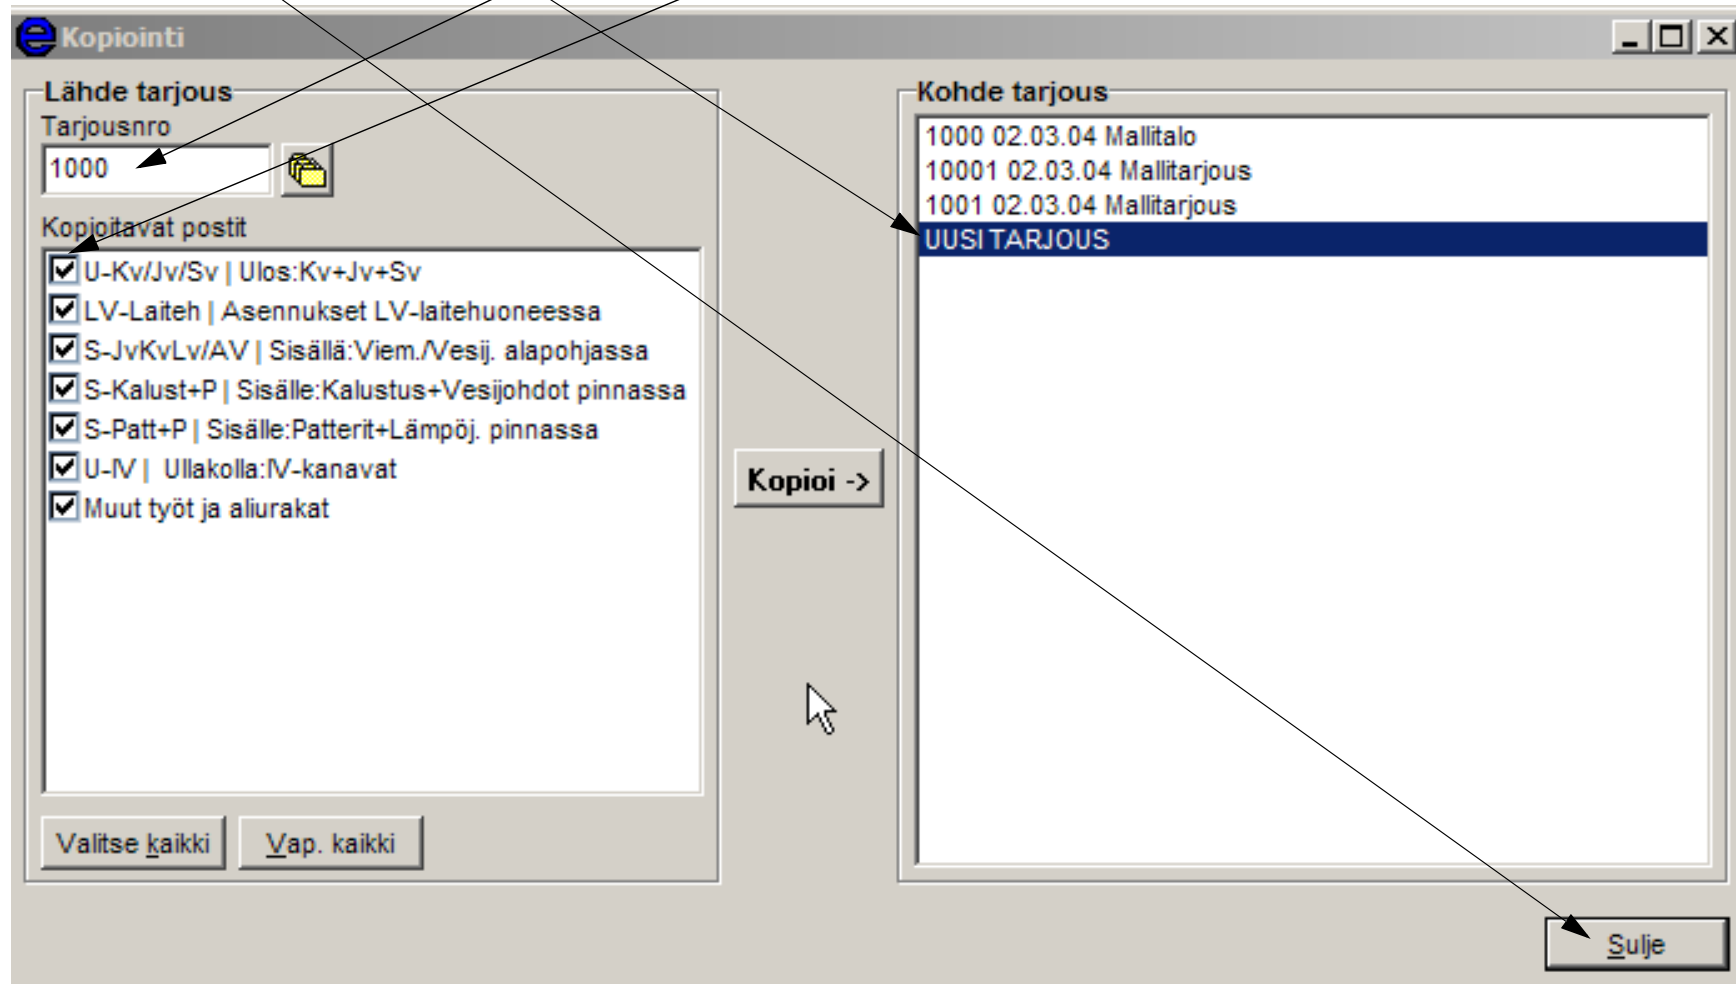 Kopiointi
Lähde tarjous
Tarjousnro
1000
Kopioitavat postit
U-Kv/Jv/Sv | Ulos:Kv+Jv+Sv
LV-Laiteh | Asennukset LV-laitehuoneessa
S-JvKvLv/AV | Sisällä:Viem./Vesij. alapohjassa
S-Kalust+P | Sisälle:Kalustus+Vesijohdot pinnassa
S-Patt+P | Sisälle:Patterit+Lämpöj. pinnassa
U-IV | Ullakolla:IV-kanavat
Muut työt ja aliurakat
Valitse kaikki
Vap. kaikki
Kopioi ->
Kohde tarjous
1000 02.03.04 Mallitalo
10001 02.03.04 Mallitarjous
1001 02.03.04 Mallitarjous
UUSI TARJOUS
Sulje